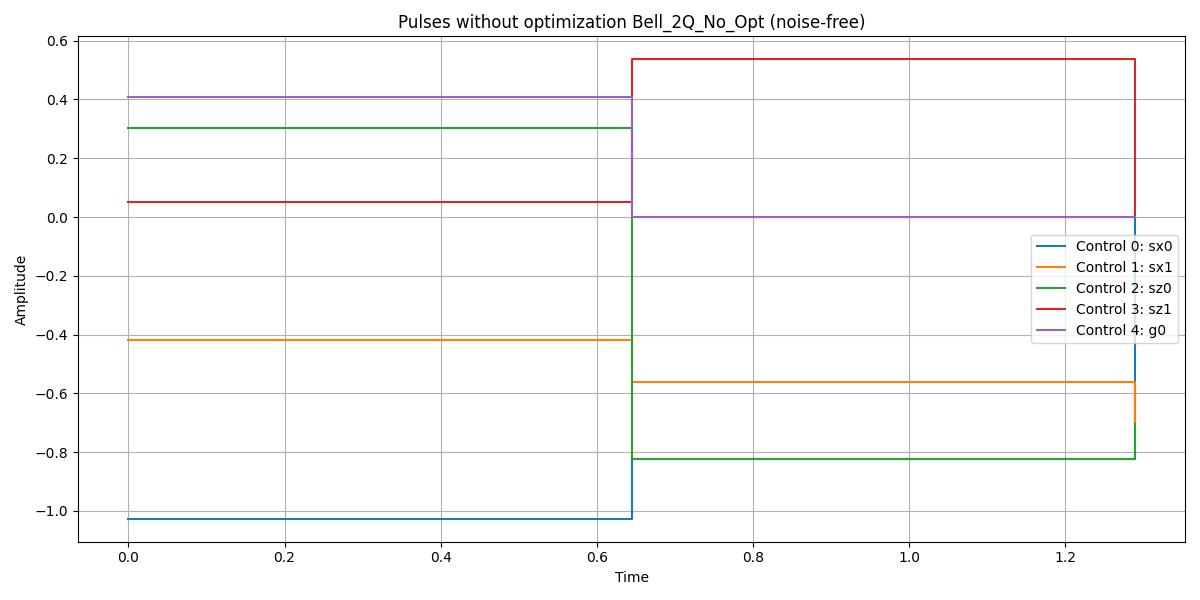 Pulses without optimization Bell_2Q_No_Opt (noise-free)
0.6
0.4
0.2
0.0
−0.2
−0.4
−0.6
−0.8
−1.0
Amplitude
Control 0: sx0
Control 1: sx1
Control 2: sz0
Control 3: sz1
Control 4: g0
0.0 0.2 0.4 0.6 0.8 1.0 1.2
Time